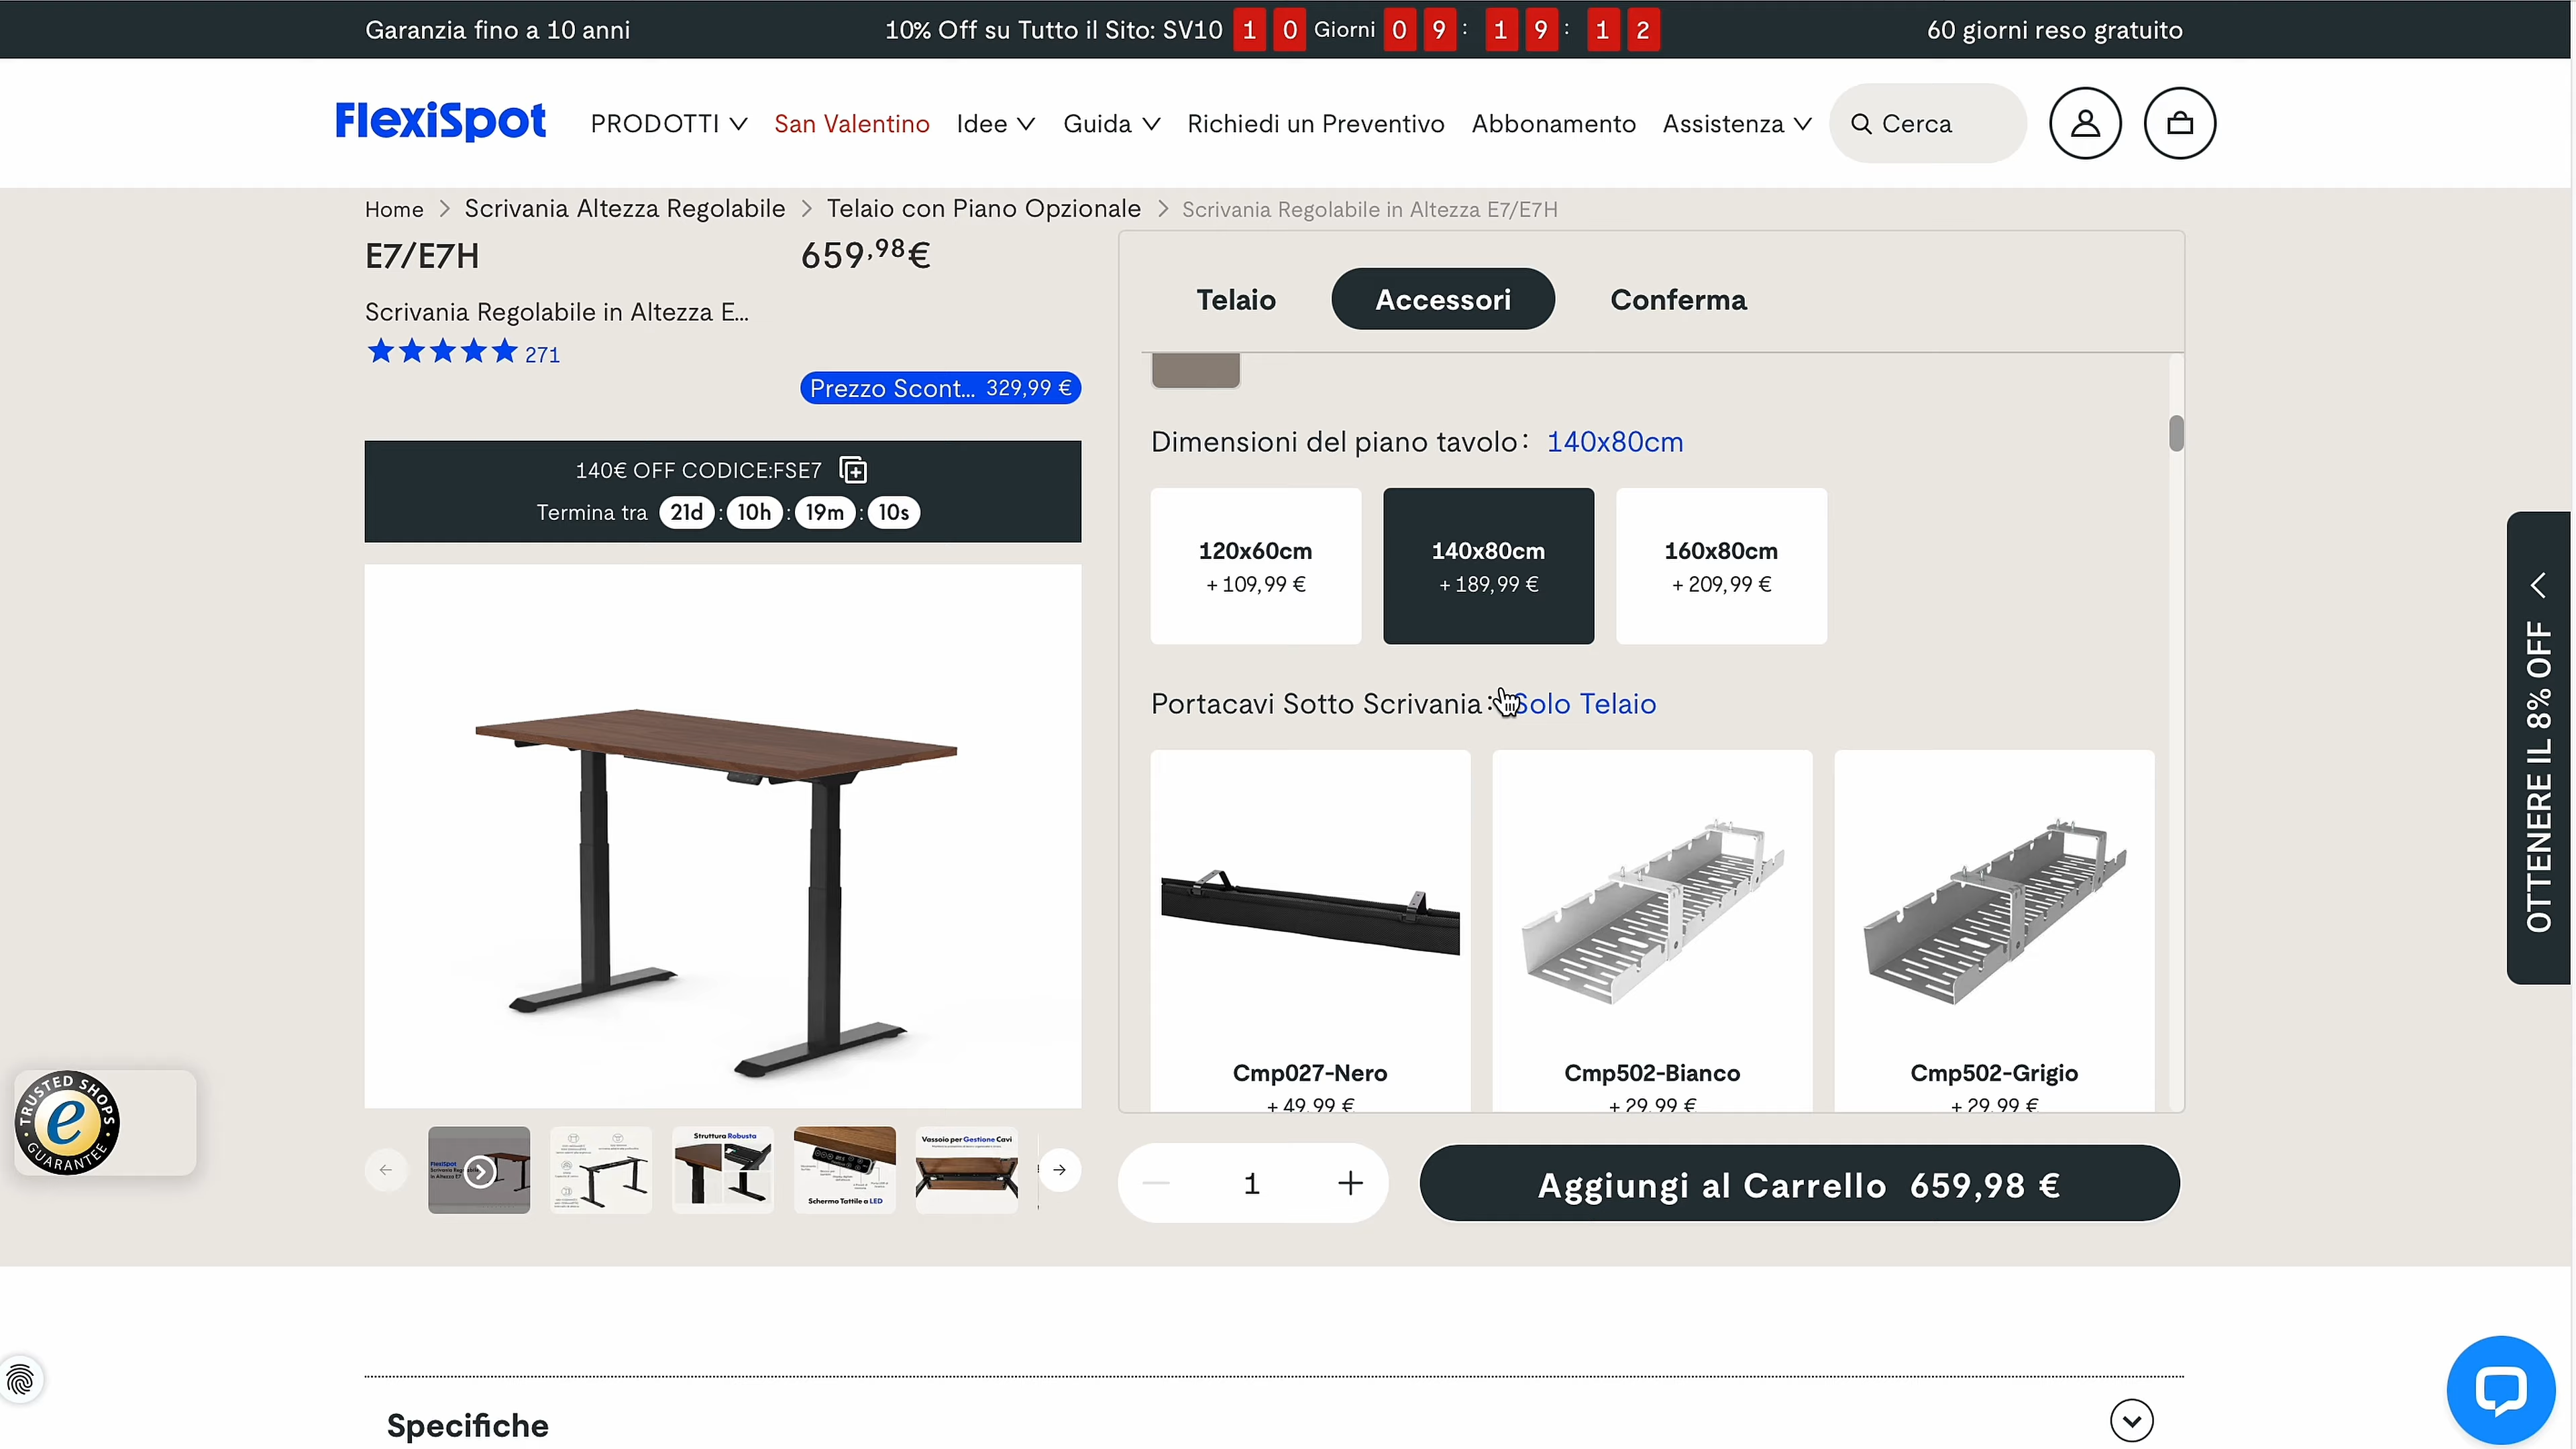 Garanzia fino a 10 anni
10% Off su Tutto il Sito: SV10 1 0 Giorni 0 9 : 1 9 : 1 2
60 giorni reso gratuito
FlexiSpot
PRODOTTI
San Valentino
Idee
Guida
Richiedi un Preventivo
Abbonamento
Assistenza
Cerca
Home > Scrivania Altezza Regolabile > Telaio con Piano Opzionale > Scrivania Regolabile in Altezza E7/E7H
E7/E7H
659,98€
Scrivania Regolabile in Altezza E...
271
Prezzo Scont... 329,99 €
140€ OFF CODICE:FSE7
Termina tra 21d : 10h : 19m : 10s
Telaio
Accessori
Conferma
Dimensioni del piano tavolo: 140x80cm
120x60cm
+ 109,99 €
140x80cm
+ 189,99 €
160x80cm
+ 209,99 €
Portacavi Sotto Scrivania: Solo Telaio
Cmp027-Nero
+ 49,99 €
Cmp502-Bianco
+ 29,99 €
Cmp502-Grigio
+ 29,99 €
OTTENERE IL 8% OFF
TRUSTED SHOPS
e
GUARANTEE
Struttura Robusta
Schermo Tattile a LED
Vassoio per Gestione Cavi
1
Aggiungi al Carrello 659,98 €
Specifiche